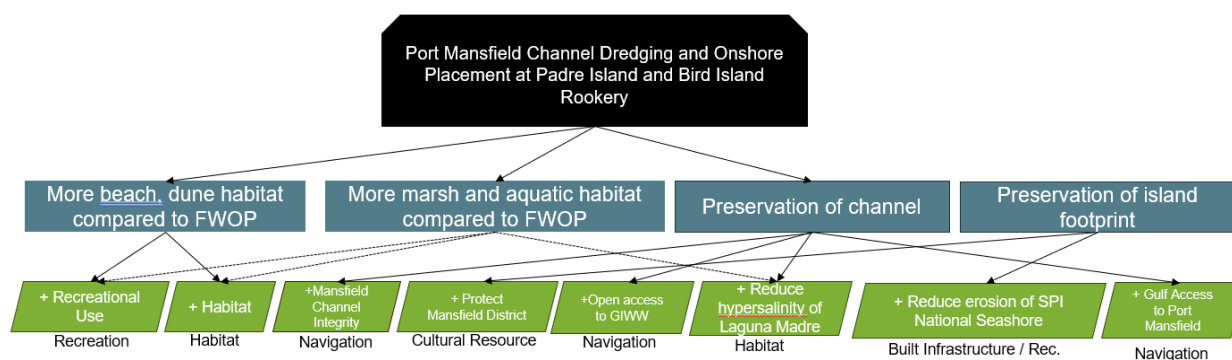 Port Mansfield Channel Dredging and Onshore
Placement at Padre Island and Bird Island
Rookery
More beach, dune habitat
compared to FWOP
More marsh and aquatic habitat
compared to FWOP
Preservation of channel
Preservation of island
footprint
+ Recreational
Use
Recreation
+ Habitat
Habitat
+Mansfield
Channel
Integrity
Navigation
+ Protect
Mansfield District
Cultural Resource
+Open access
to GIWW
Navigation
+ Reduce
hypersalinity of
Laguna Madre
Habitat
+ Reduce erosion of SPI
National Seashore
Built Infrastructure / Rec.
+ Gulf Access
to Port
Mansfield
Navigation